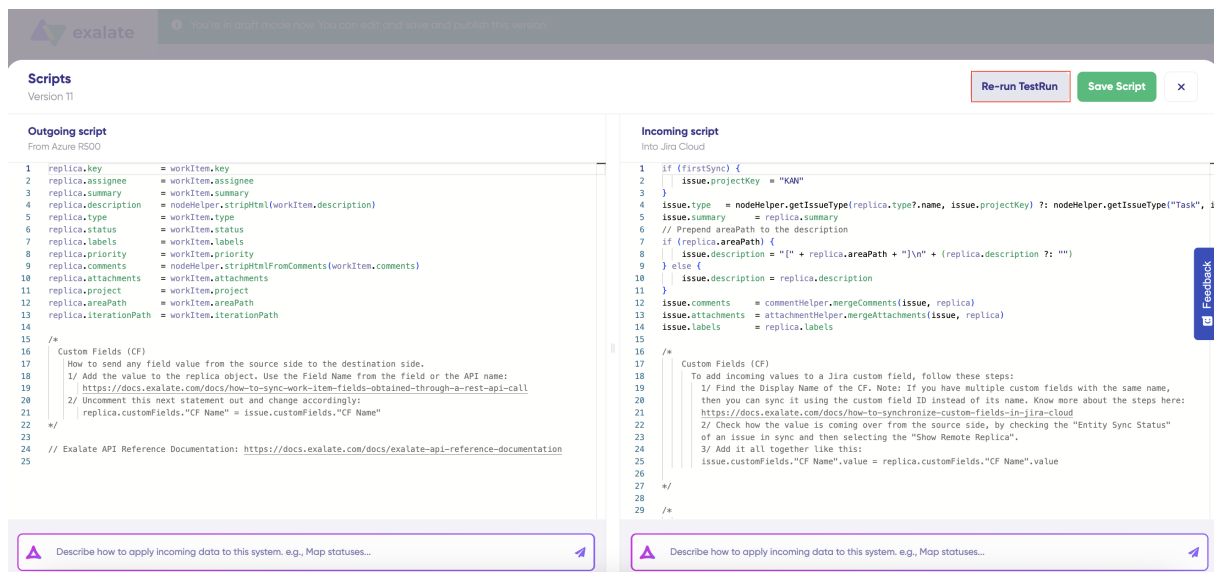 exalate
You're in draft mode now. You can edit and save and publish this version.
Scripts
Version 11
Re-run TestRun
Save Script
×
Outgoing script
From Azure R500
1 replica.key = workItem.key
2 replica.assignee = workItem.assignee
3 replica.summary = workItem.summary
4 replica.description = nodeHelper.stripHtml(workItem.description)
5 replica.type = workItem.type
6 replica.status = workItem.status
7 replica.labels = workItem.labels
8 replica.priority = workItem.priority
9 replica.comments = nodeHelper.stripHtmlFromComments(workItem.comments)
10 replica.attachments = workItem.attachments
11 replica.project = workItem.project
12 replica.areaPath = workItem.areaPath
13 replica.iterationPath = workItem.iterationPath
14
15 /*
16 Custom Fields (CF)
17 How to send any field value from the source side to the destination side.
18 1/ Add the value to the replica object. Use the Field Name from the field or the API name:
19 https://docs.exalate.com/docs/how-to-sync-work-item-fields-obtained-through-a-rest-api-call
20 2/ Uncomment this next statement out and change accordingly:
21 replica.customFields."CF Name" = issue.customFields."CF Name"
22 */
23
24 // Exalate API Reference Documentation: https://docs.exalate.com/docs/exalate-api-reference-documentation
25
Describe how to apply incoming data to this system. e.g., Map statuses...
Incoming script
Into Jira Cloud
1 if (firstSync) {
2 issue.projectKey = "KAN"
3 }
4 issue.type = nodeHelper.getIssueType(replica.type?.name, issue.projectKey) ?: nodeHelper.getIssueType("Task", i
5 issue.summary = replica.summary
6 // Prepend areaPath to the description
7 if (replica.areaPath) {
8 issue.description = "[" + replica.areaPath + "]\n" + (replica.description ?: "")
9 } else {
10 issue.description = replica.description
11 }
12 issue.comments = commentHelper.mergeComments(issue, replica)
13 issue.attachments = attachmentHelper.mergeAttachments(issue, replica)
14 issue.labels = replica.labels
15
16 /*
17 Custom Fields (CF)
18 To add incoming values to a Jira custom field, follow these steps:
19 1/ Find the Display Name of the CF. Note: If you have multiple custom fields with the same name,
20 then you can sync it using the custom field ID instead of its name. Know more about the steps here:
21 https://docs.exalate.com/docs/how-to-synchronize-custom-fields-in-jira-cloud
22 2/ Check how the value is coming over from the source side, by checking the "Entity Sync Status"
23 of an issue in sync and then selecting the "Show Remote Replica".
24 3/ Add it all together like this:
25 issue.customFields."CF Name".value = replica.customFields."CF Name".value
26
27 */
28
29 /*
Describe how to apply incoming data to this system. e.g., Map statuses...
Feedback